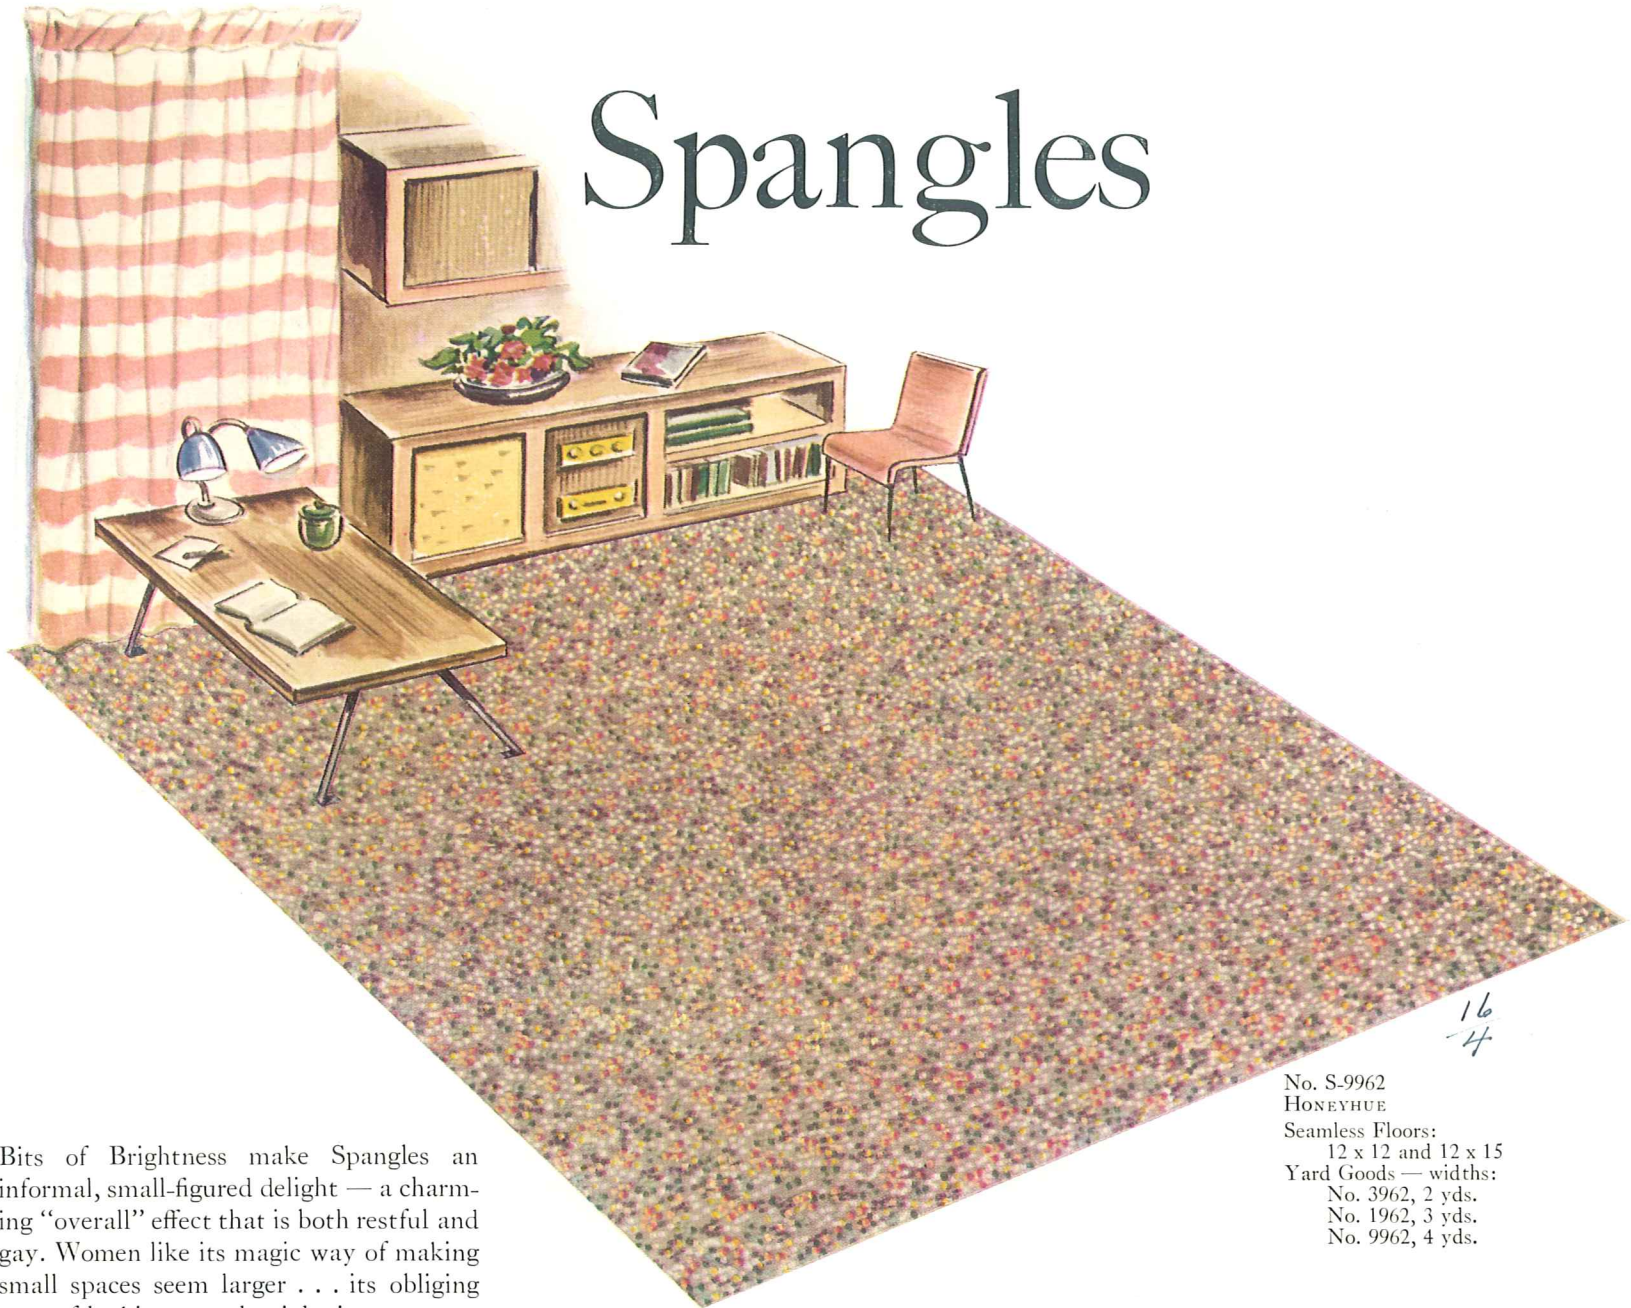 Spangles
16
4
No. S-9962
HONEYHUE
Seamless Floors:
12 x 12 and 12 x 15
Yard Goods — widths:
No. 3962, 2 yds.
No. 1962, 3 yds.
No. 9962, 4 yds.
Bits of Brightness make Spangles an
informal, small-figured delight — a charm-
ing “overall” effect that is both restful and
gay. Women like its magic way of making
small spaces seem larger . . . its obliging